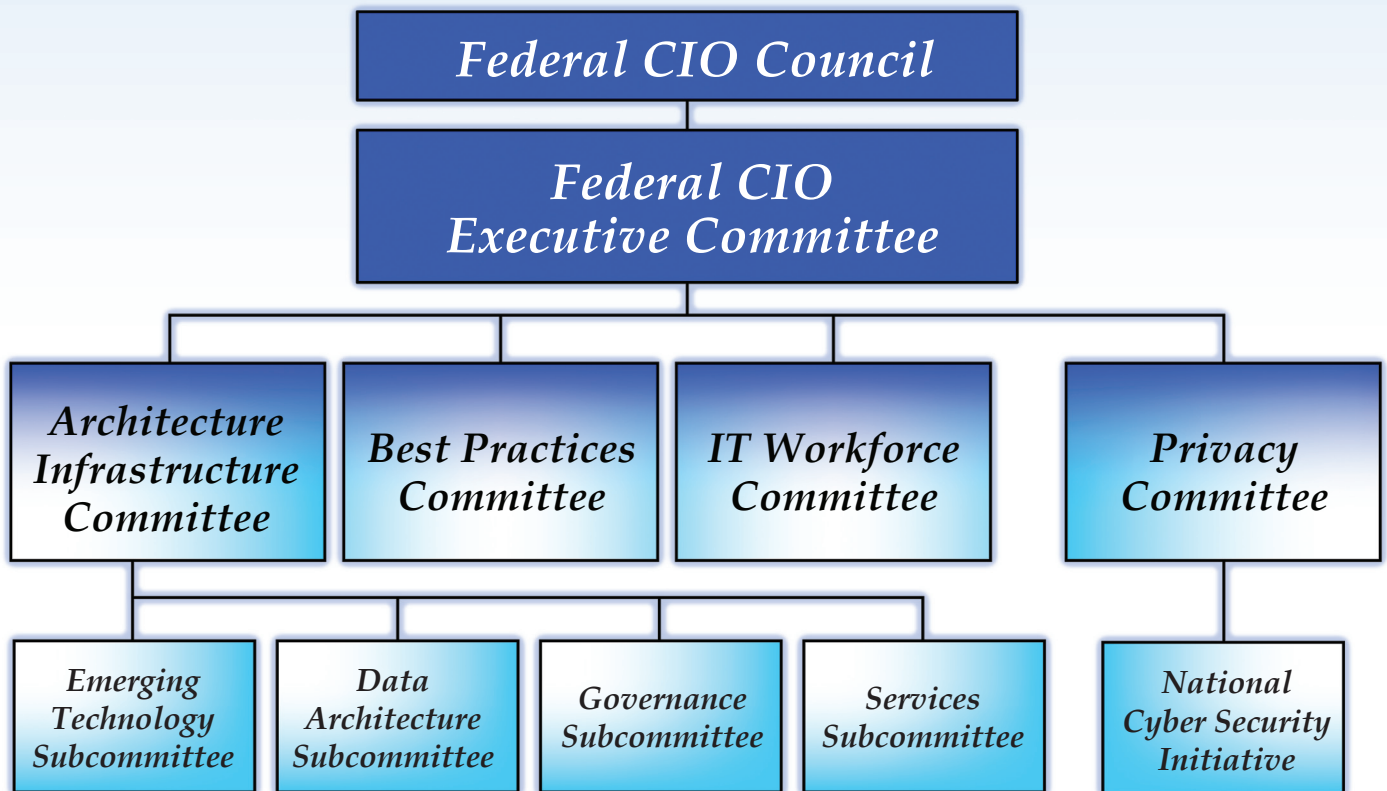 Federal CIO Council
Federal CIO
Executive Committee
Architecture
Infrastructure
Committee
Best Practices
Committee
IT Workforce
Committee
Privacy
Committee
Emerging
Technology
Subcommittee
Data
Architecture
Subcommittee
Governance
Subcommittee
Services
Subcommittee
National
Cyber Security
Initiative